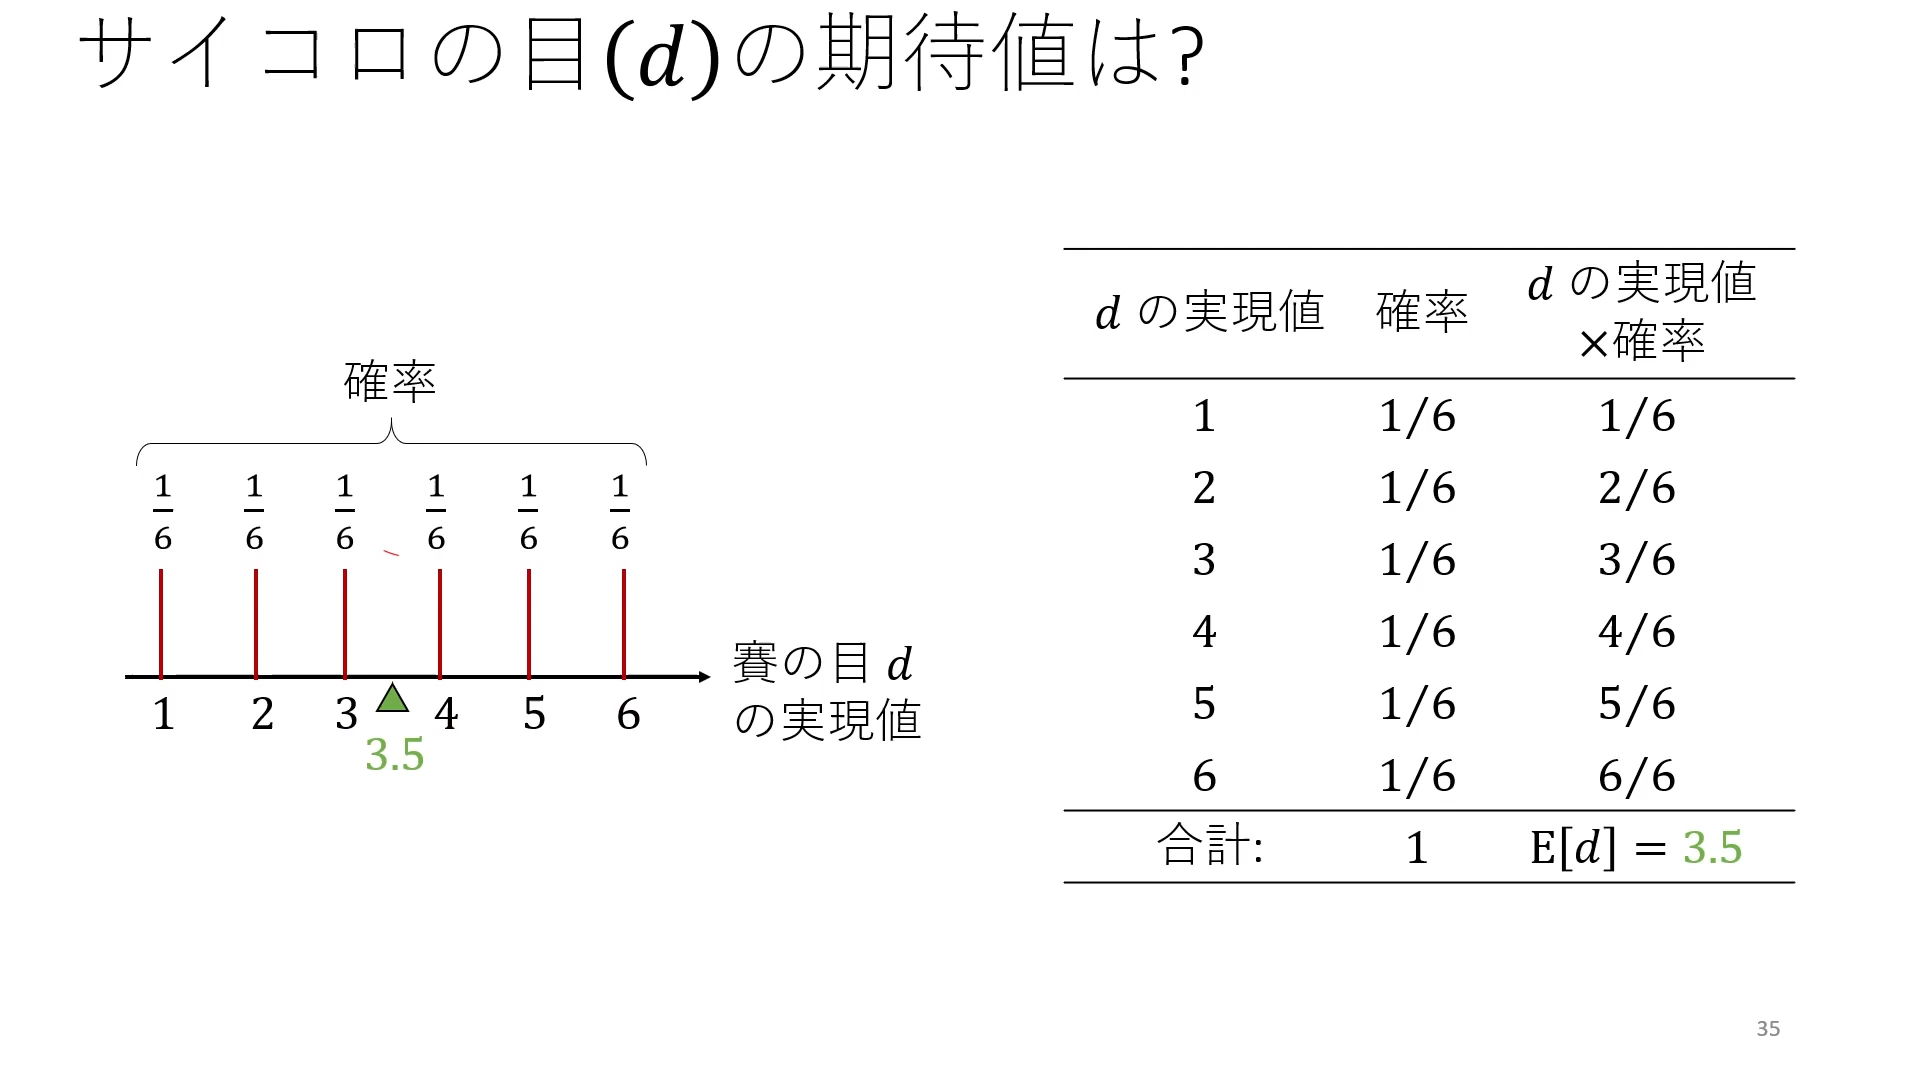 サイコロの目(d)の期待値は?
確率
1/6 1/6 1/6 1/6 1/6 1/6
1 2 3 4 5 6
3.5
賽の目 d
の実現値
d の実現値 確率 d の実現値
×確率
1 1/6 1/6
2 1/6 2/6
3 1/6 3/6
4 1/6 4/6
5 1/6 5/6
6 1/6 6/6
合計: 1 E[d] = 3.5
35